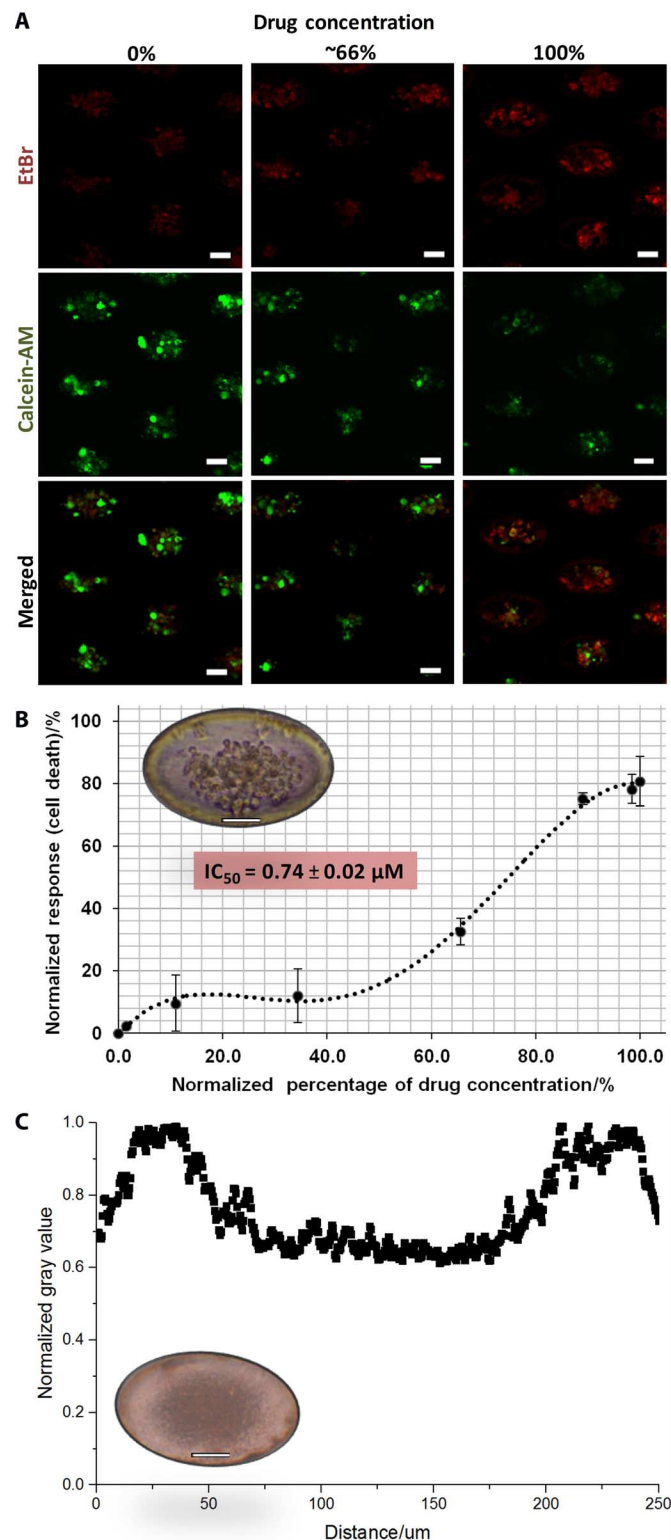 A
Drug concentration
0% ~66% 100%
EtBr
Calcein-AM
Merged
B
Normalized response (cell death)/%
100
80
60
40
20
0
IC50 = 0.74 ± 0.02 µM
0.0 20.0 40.0 60.0 80.0 100.0
Normalized percentage of drug concentration/%
C
Normalized gray value
1.0
0.8
0.6
0.4
0.2
0.0
0 50 100 150 200 250
Distance/um